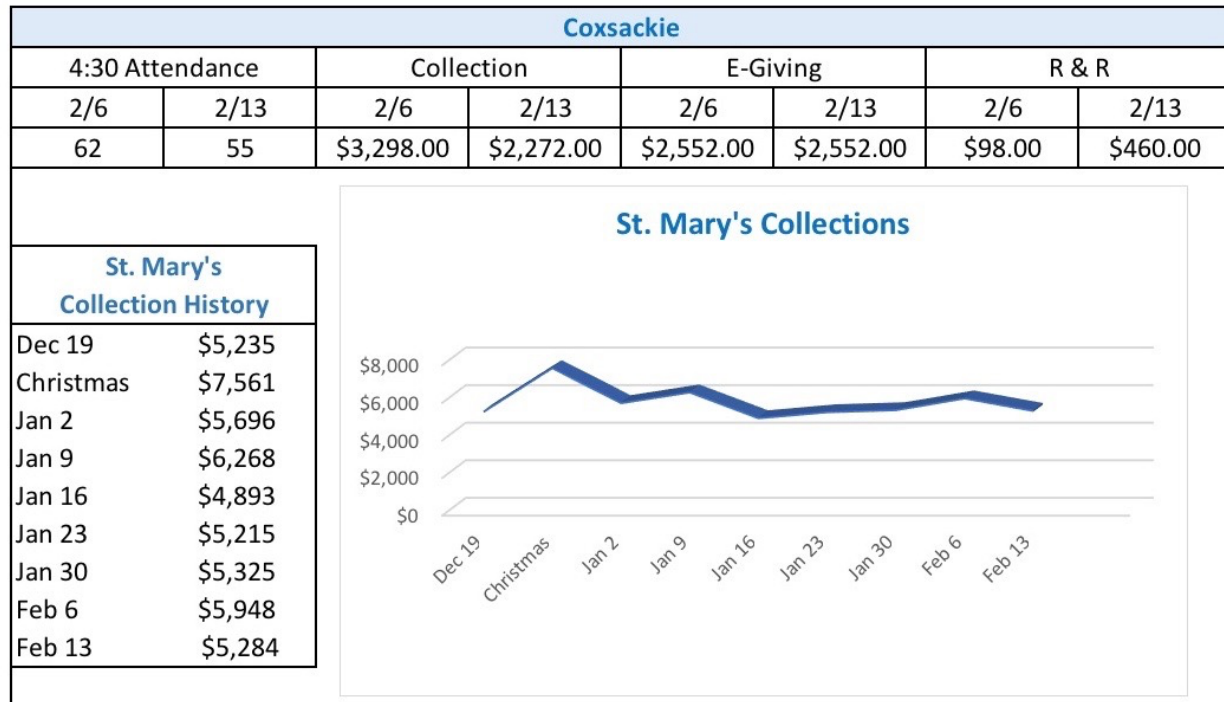 Coxsackie
4:30 Attendance Collection E-Giving R & R
2/6 2/13 2/6 2/13 2/6 2/13 2/6 2/13
62 55 $3,298.00 $2,272.00 $2,552.00 $2,552.00 $98.00 $460.00
St. Mary's
Collection History
Dec 19 $5,235
Christmas $7,561
Jan 2 $5,696
Jan 9 $6,268
Jan 16 $4,893
Jan 23 $5,215
Jan 30 $5,325
Feb 6 $5,948
Feb 13 $5,284
St. Mary's Collections
$8,000
$6,000
$4,000
$2,000
$0
Dec 19 Christmas Jan 2 Jan 9 Jan 16 Jan 23 Jan 30 Feb 6 Feb 13